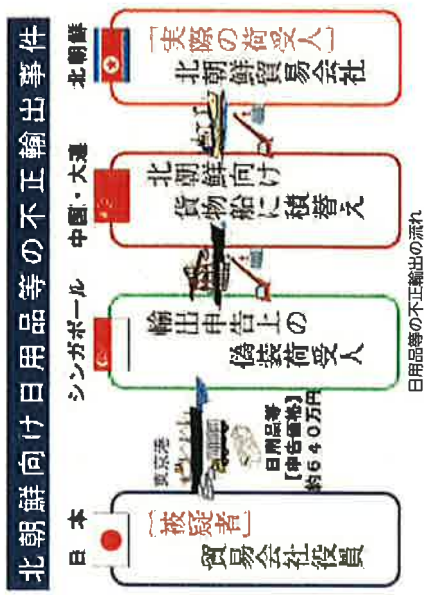 北朝鮮向け日用品等の不正輸出事件
日本
シンガポール
中国・大連
北朝鮮
[被疑者]
貿易会社役員
東京港
日用品等
[申告価格]
約640万円
輸出申告上の
偽装荷受人
北朝鮮向け
貨物船に
積替え
[実際の荷受人]
北朝鮮貿易会社
日用品等の不正輸出の流れ